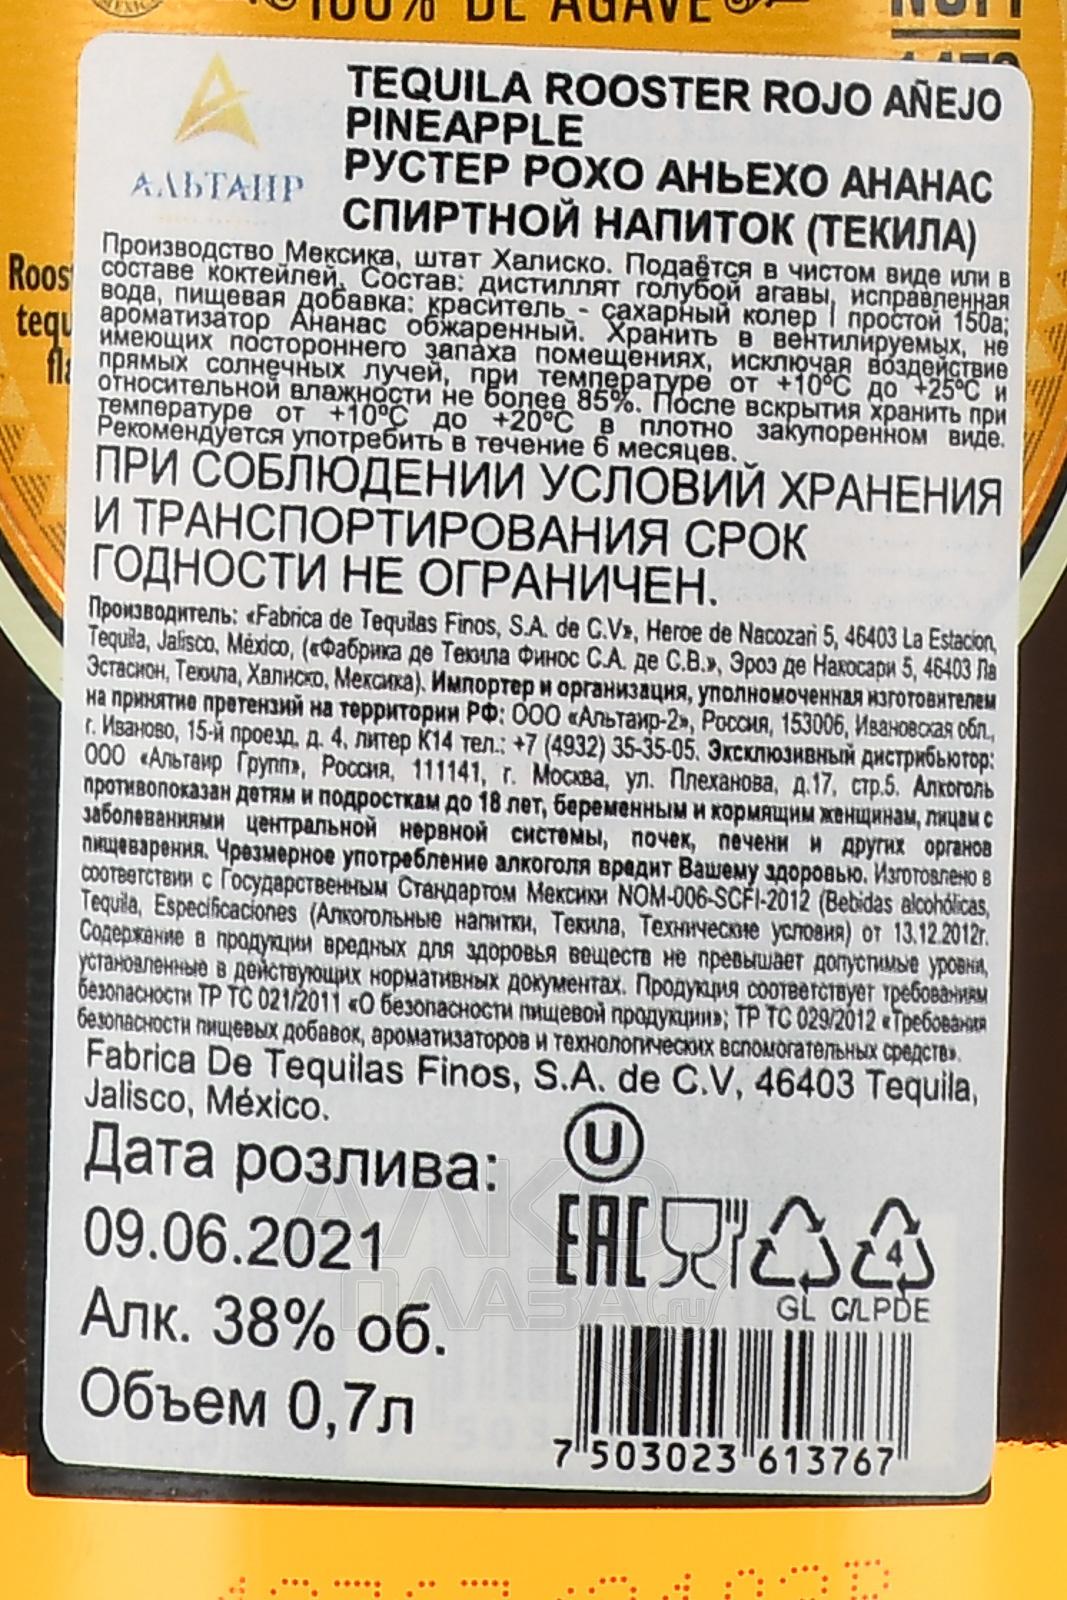 100% DE AGAVE
TEQUILA ROOSTER ROJO AÑEJO
PINEAPPLE
РУСТЕР РОХО АНЬЕХО АНАНАС
СПИРТНОЙ НАПИТОК (ТЕКИЛА)
АЛЬТАИР
Производство Мексика, штат Халиско. Подаётся в чистом виде или в
составе коктейлей. Состав: дистиллят голубой агавы, исправленная
вода, пищевая добавка: краситель - сахарный колер I простой 150a;
ароматизатор Ананас обжаренный. Хранить в вентилируемых, не
имеющих постороннего запаха помещениях, исключая воздействие
прямых солнечных лучей, при температуре от +10ºC до +25ºC и
относительной влажности не более 85%. После вскрытия хранить при
температуре от +10ºC до +20ºC в плотно закупоренном виде.
Рекомендуется употребить в течение 6 месяцев.
ПРИ СОБЛЮДЕНИИ УСЛОВИЙ ХРАНЕНИЯ
И ТРАНСПОРТИРОВАНИЯ СРОК
ГОДНОСТИ НЕ ОГРАНИЧЕН.
Производитель: «Fabrica de Tequilas Finos, S.A. de C.V», Heroe de Nacozari 5, 46403 La Estacion,
Tequila, Jalisco, México, («Фабрика де Текила Финос С.А. де С.В.», Эроэ де Накосари 5, 46403 Ла
Эстасион, Текила, Халиско, Мексика). Импортер и организация, уполномоченная изготовителем
на принятие претензий на территории РФ: ООО «Альтаир-2», Россия, 153006, Ивановская обл.,
г. Иваново, 15-й проезд, д. 4, литер К14 тел.: +7 (4932) 35-35-05. Эксклюзивный дистрибьютор:
ООО «Альтаир Групп», Россия, 111141, г. Москва, ул. Плеханова, д.17, стр.5. Алкоголь
противопоказан детям и подросткам до 18 лет, беременным и кормящим женщинам, лицам с
заболеваниями центральной нервной системы, почек, печени и других органов
пищеварения. Чрезмерное употребление алкоголя вредит Вашему здоровью. Изготовлено в
соответствии с Государственным Стандартом Мексики NOM-006-SCFI-2012 (Bebidas alcohólicas,
Tequila, Especificaciones (Алкогольные напитки, Текила, Технические условия) от 13.12.2012г.
Содержание в продукции вредных для здоровья веществ не превышает допустимые уровни,
установленные в действующих нормативных документах. Продукция соответствует требованиям
безопасности ТР ТС 021/2011 «О безопасности пищевой продукции»; ТР ТС 029/2012 «Требования
безопасности пищевых добавок, ароматизаторов и технологических вспомогательных средств».
Fabrica De Tequilas Finos, S.A. de C.V, 46403 Tequila,
Jalisco, México.
Дата розлива:
09.06.2021
Алк. 38% об.
Объем 0,7л
U
EAC
4
GL C/LPDE
7 503023 613767
АЛКО
ПЛАЗА.ru